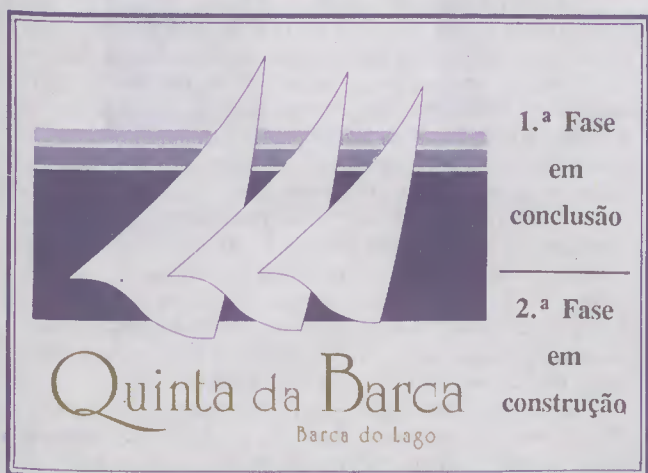 1.ª Fase
em
conclusão
2.ª Fase
em
construção
Quinta da Barca
Barca do Lago